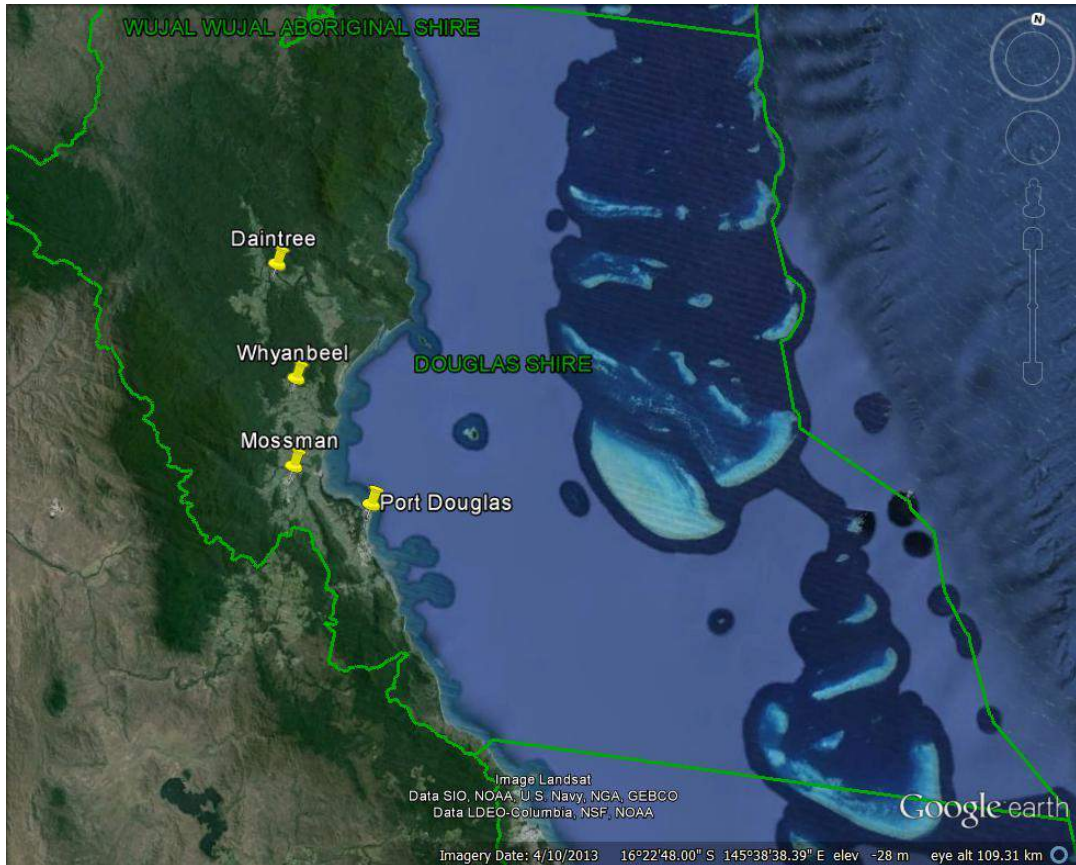 WUJAL WUJAL ABORIGINAL SHIRE
N
Daintree
Whyanbeel
DOUGLAS SHIRE
Mossman
Port Douglas
Image Landsat
Data SIO, NOAA, U.S. Navy, NGA, GEBCO
Data LDEO-Columbia, NSF, NOAA
Google earth
Imagery Date: 4/10/2013 16°22'48.00" S 145°38'38.39" E elev -28 m eye alt 109.31 km